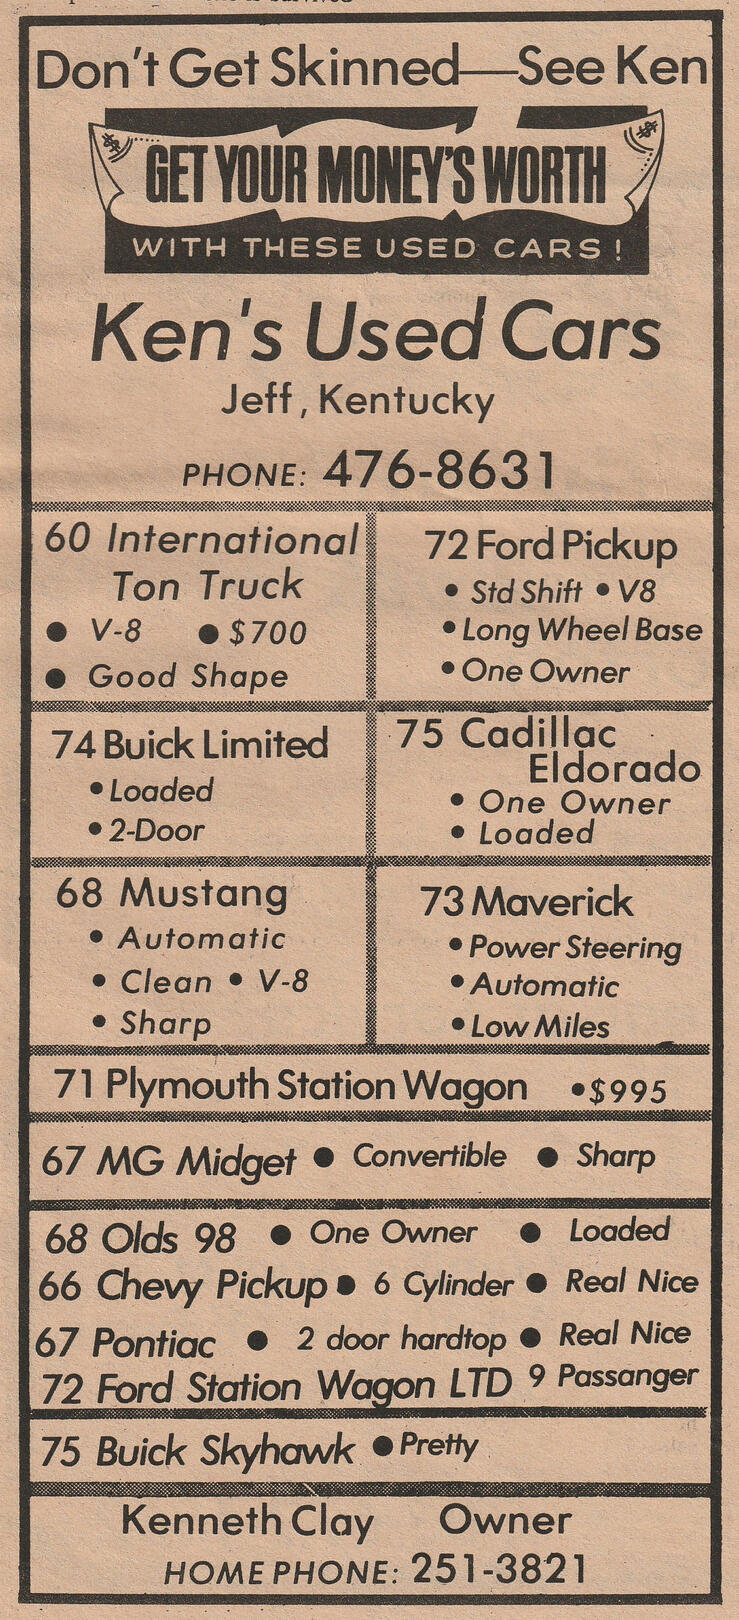 Don't Get Skinned—See Ken
$ $
GET YOUR MONEY'S WORTH
WITH THESE USED CARS!
Ken's Used Cars
Jeff, Kentucky
PHONE: 476-8631
60 International
Ton Truck
• V-8 • $700
• Good Shape
72 Ford Pickup
• Std Shift • V8
• Long Wheel Base
• One Owner
74 Buick Limited
• Loaded
• 2-Door
75 Cadillac
Eldorado
• One Owner
• Loaded
68 Mustang
• Automatic
• Clean • V-8
• Sharp
73 Maverick
• Power Steering
• Automatic
• Low Miles
71 Plymouth Station Wagon • $995
67 MG Midget • Convertible • Sharp
68 Olds 98 • One Owner • Loaded
66 Chevy Pickup • 6 Cylinder • Real Nice
67 Pontiac • 2 door hardtop • Real Nice
72 Ford Station Wagon LTD 9 Passanger
75 Buick Skyhawk • Pretty
Kenneth Clay Owner
HOME PHONE: 251-3821